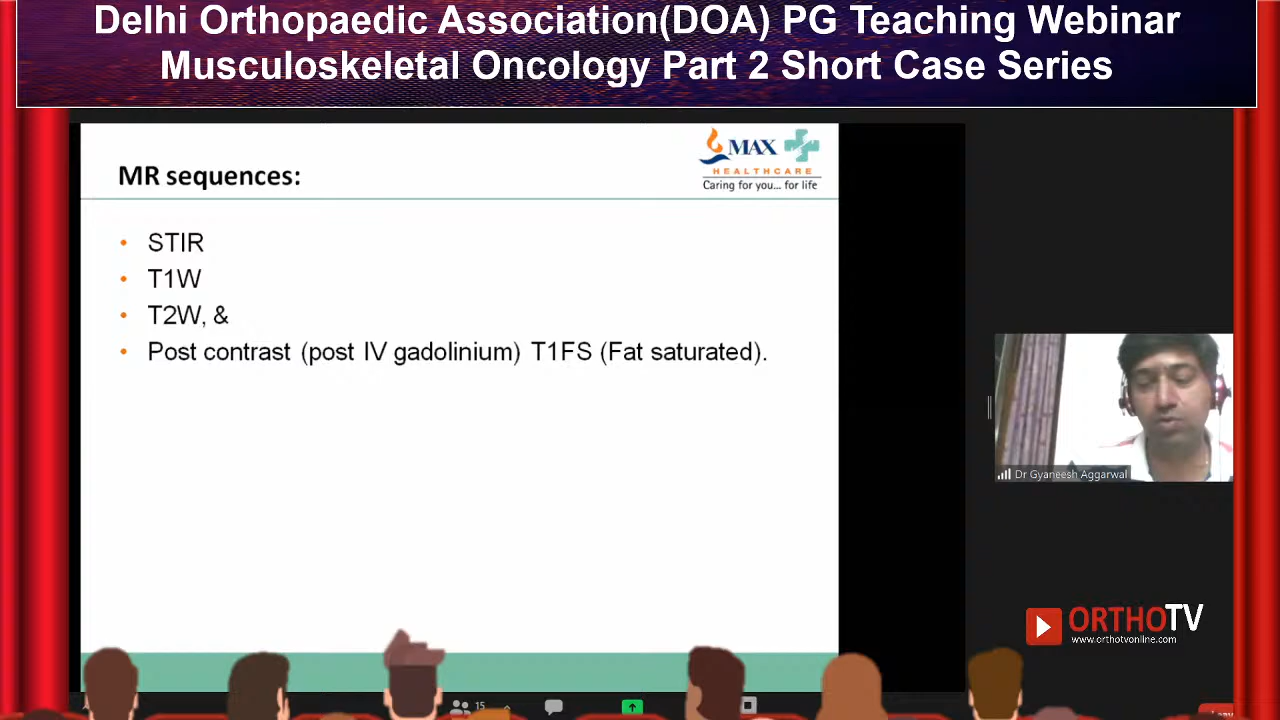 Delhi Orthopaedic Association(DOA) PG Teaching Webinar
Musculoskeletal Oncology Part 2 Short Case Series
MAX
HEALTHCARE
Caring for you... for life
MR sequences:
• STIR
• T1W
• T2W, &
• Post contrast (post IV gadolinium) T1FS (Fat saturated).
Dr Gyaneesh Aggarwal
ORTHOTV
www.orthotvonline.com
15